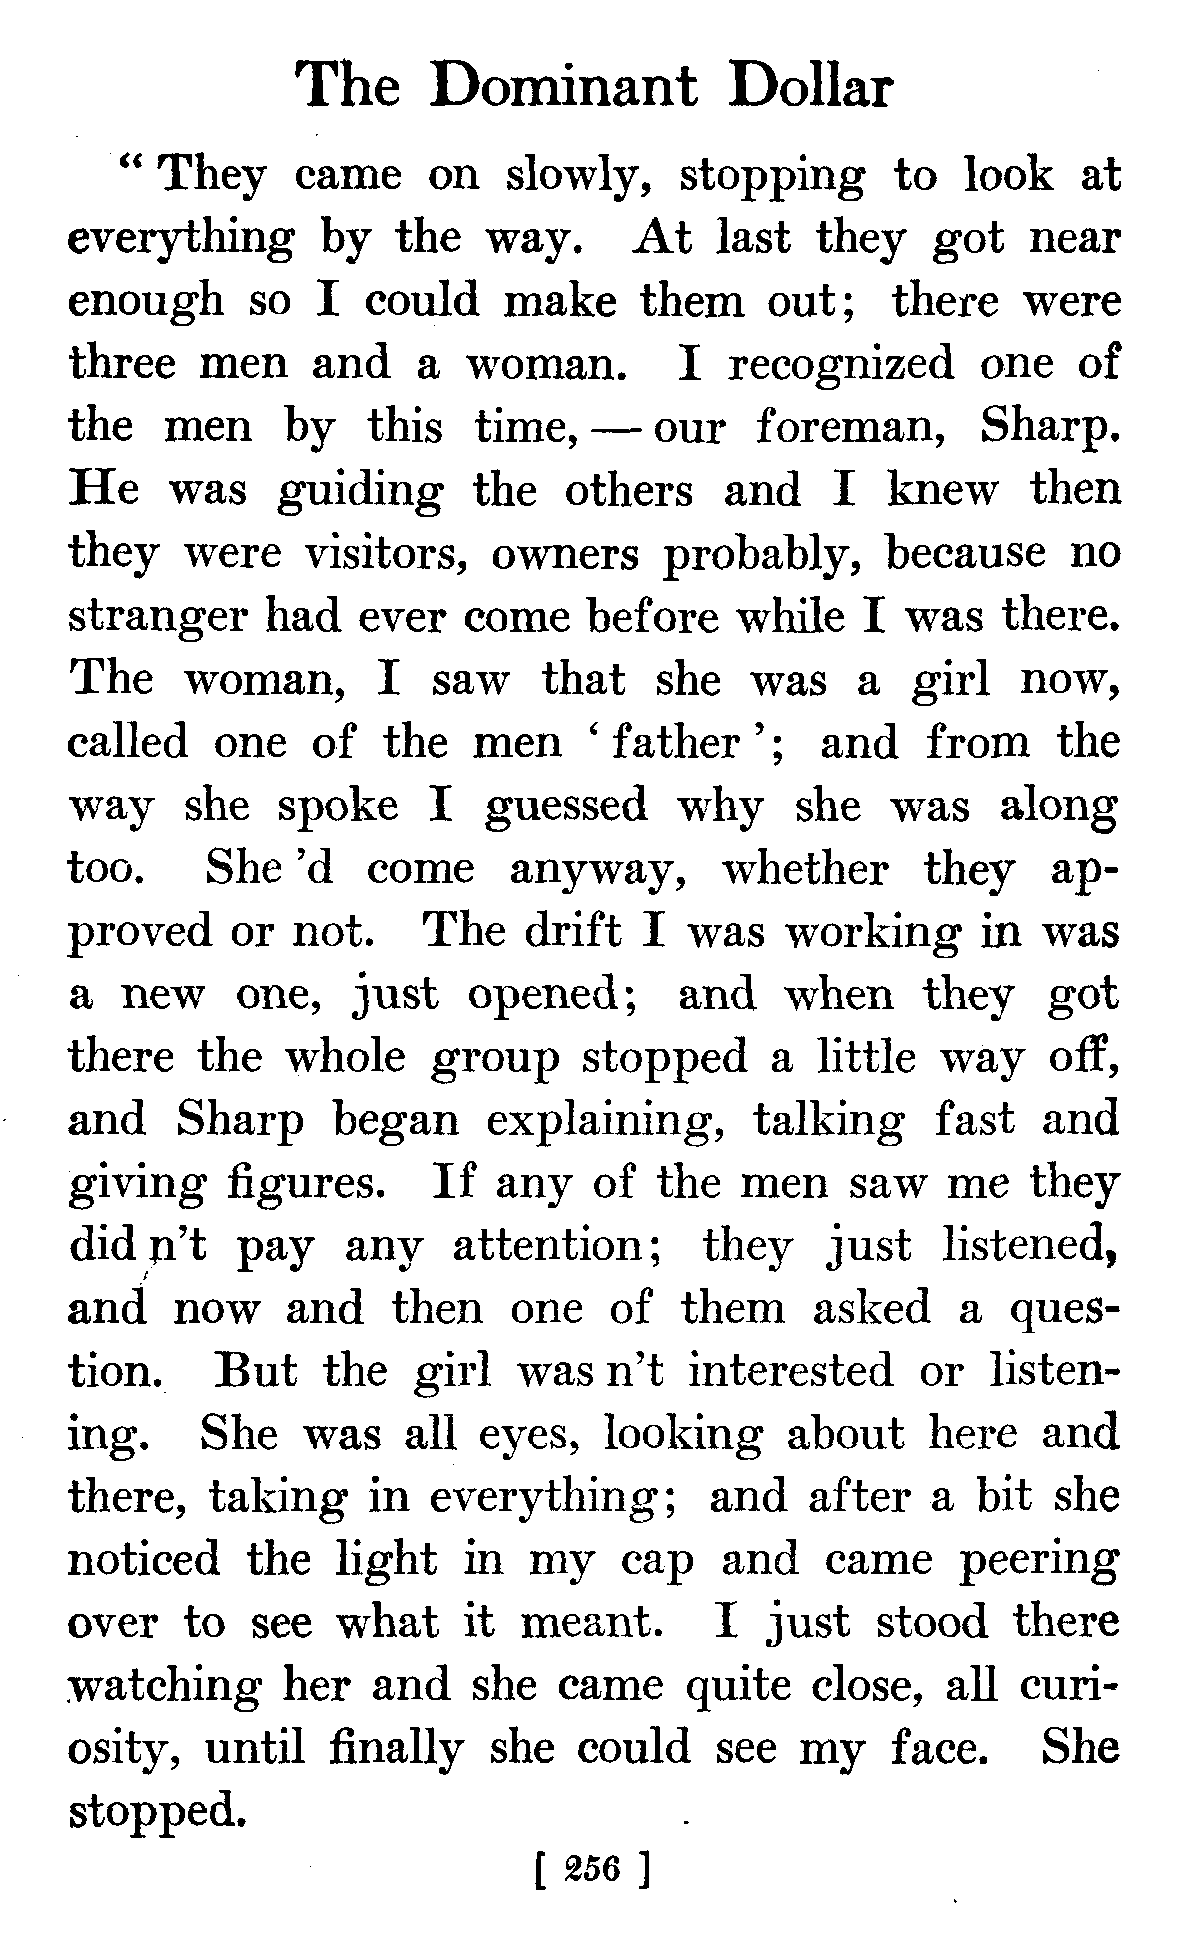 The Dominant Dollar
“ They came on slowly, stopping to look at
everything by the way. At last they got near
enough so I could make them out; there were
three men and a woman. I recognized one of
the men by this time, — our foreman, Sharp.
He was guiding the others and I knew then
they were visitors, owners probably, because no
stranger had ever come before while I was there.
The woman, I saw that she was a girl now,
called one of the men ‘ father ’; and from the
way she spoke I guessed why she was along
too. She ’d come anyway, whether they ap-
proved or not. The drift I was working in was
a new one, just opened; and when they got
there the whole group stopped a little way off,
and Sharp began explaining, talking fast and
giving figures. If any of the men saw me they
did n’t pay any attention; they just listened,
and now and then one of them asked a ques-
tion. But the girl was n’t interested or listen-
ing. She was all eyes, looking about here and
there, taking in everything; and after a bit she
noticed the light in my cap and came peering
over to see what it meant. I just stood there
watching her and she came quite close, all curi-
osity, until finally she could see my face. She
stopped.
[ 256 ]